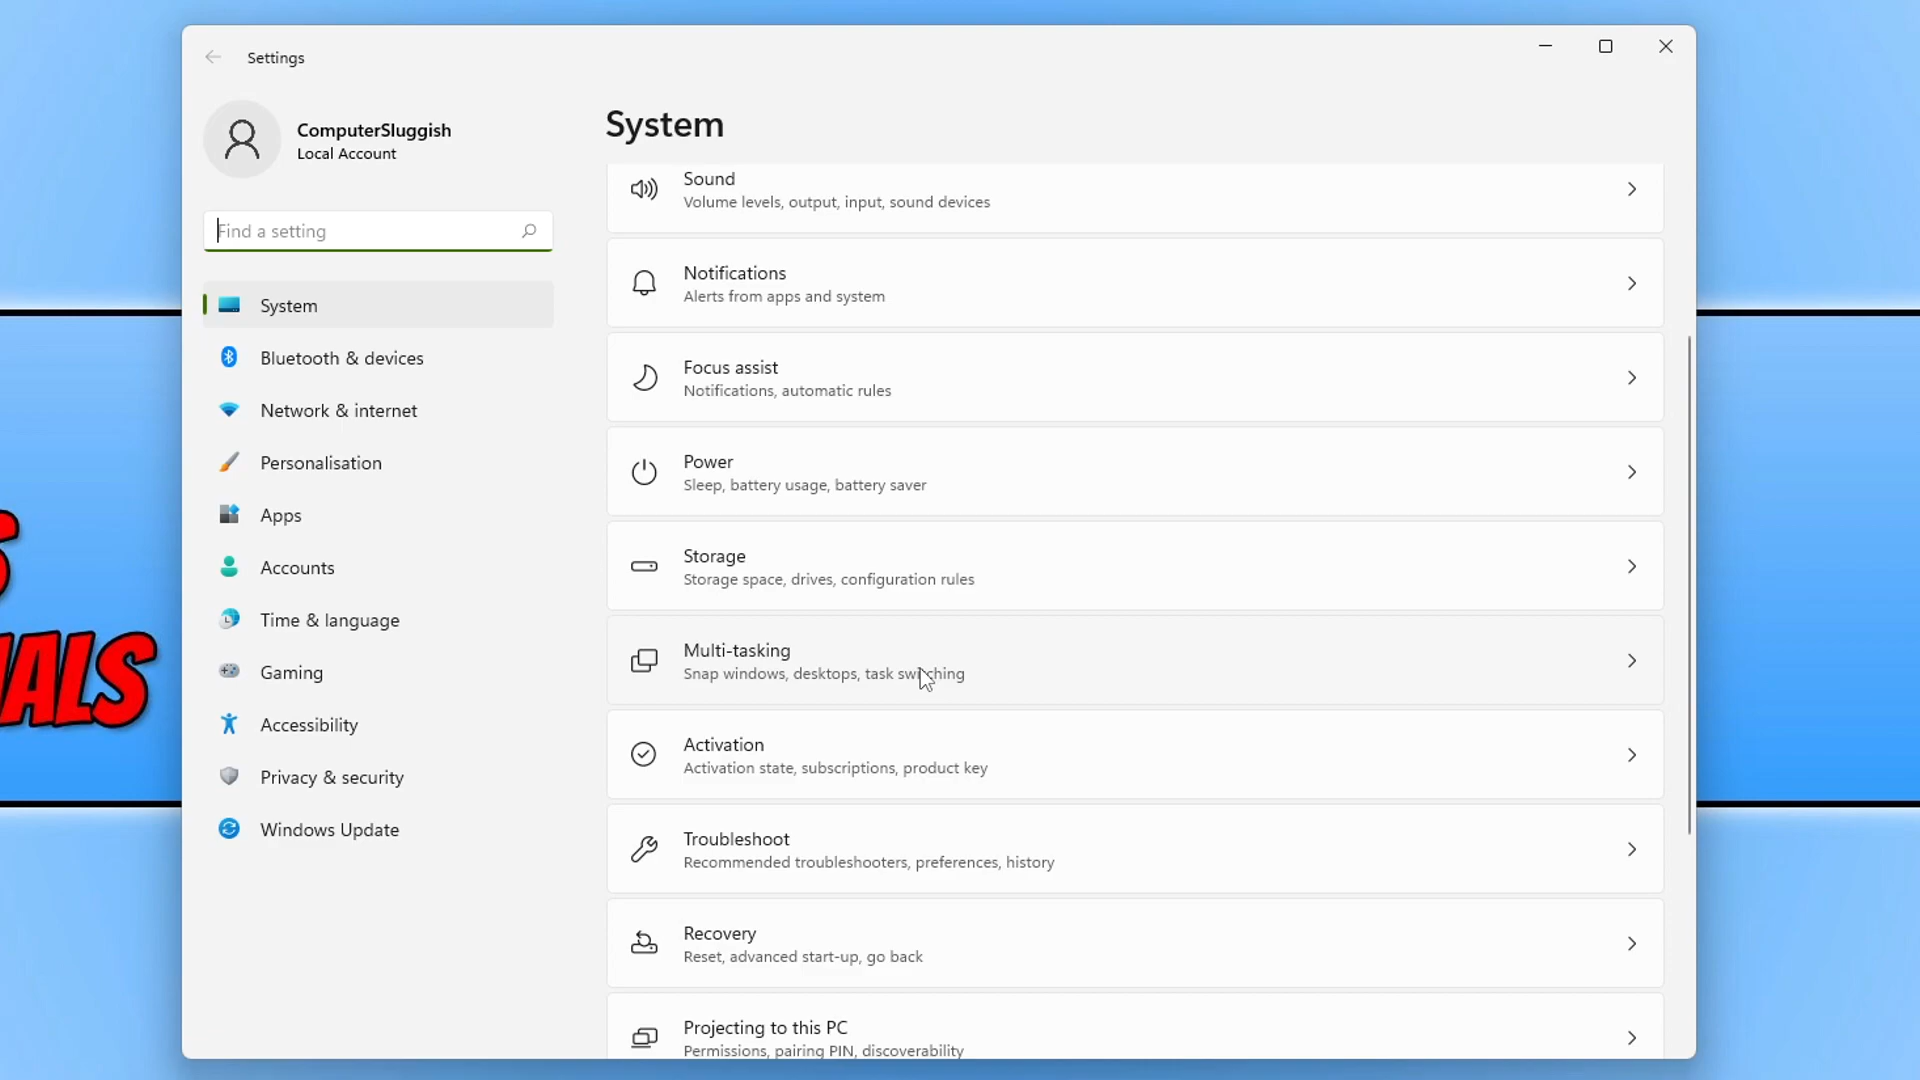 Settings
ComputerSluggish
Local Account
Find a setting
System
Bluetooth & devices
Network & internet
Personalisation
Apps
Accounts
Time & language
Gaming
Accessibility
Privacy & security
Windows Update
System
Sound
Volume levels, output, input, sound devices
Notifications
Alerts from apps and system
Focus assist
Notifications, automatic rules
Power
Sleep, battery usage, battery saver
Storage
Storage space, drives, configuration rules
Multi-tasking
Snap windows, desktops, task switching
Activation
Activation state, subscriptions, product key
Troubleshoot
Recommended troubleshooters, preferences, history
Recovery
Reset, advanced start-up, go back
Projecting to this PC
Permissions, pairing PIN, discoverability